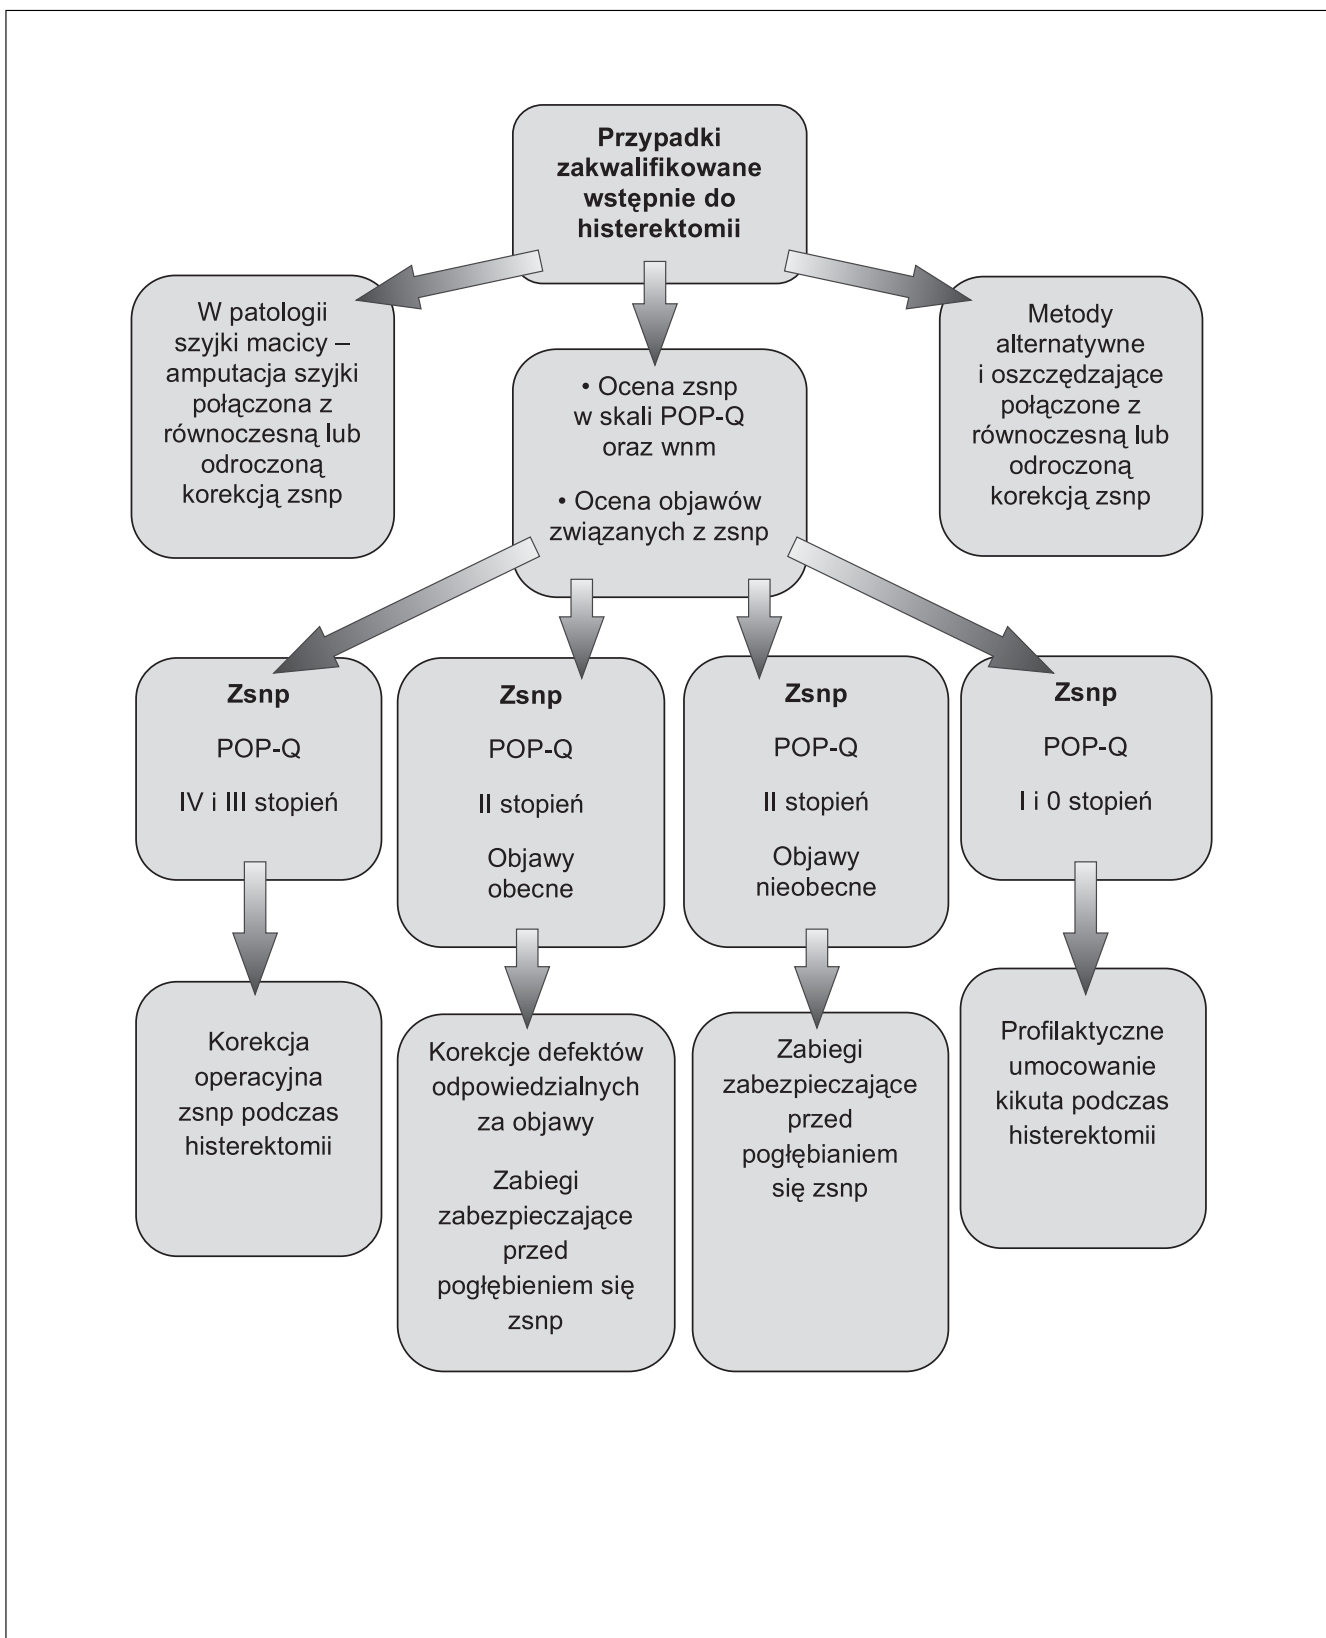 Przypadki
zakwalifikowane
wstępnie do
histerektomii
W patologii
szyjki macicy –
amputacja szyjki
połączona z
równoczesną lub
odroczoną
korekcją zsnp
• Ocena zsnp
w skali POP-Q
oraz wnm
• Ocena objawów
związanych z zsnp
Metody
alternatywne
i oszczędzające
połączone z
równoczesną lub
odroczoną
korekcją zsnp
Zsnp
POP-Q
IV i III stopień
Zsnp
POP-Q
II stopień
Objawy
obecne
Zsnp
POP-Q
II stopień
Objawy
nieobecne
Zsnp
POP-Q
I i 0 stopień
Korekcja
operacyjna
zsnp podczas
histerektomii
Korekcje defektów
odpowiedzialnych
za objawy
Zabiegi
zabezpieczające
przed
pogłębieniem się
zsnp
Zabiegi
zabezpieczające
przed
pogłębianiem
się zsnp
Profilaktyczne
umocowanie
kikuta podczas
histerektomii